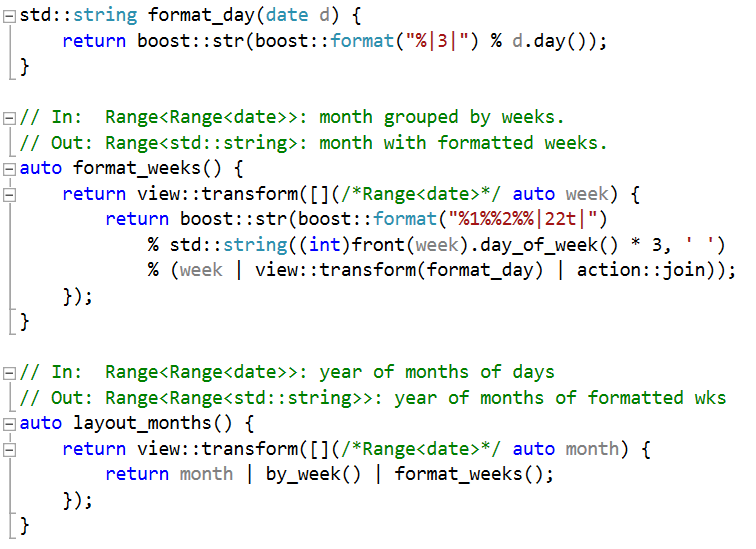 std::string format_day(date d) {
    return boost::str(boost::format("%|3|") % d.day());
}

// In:  Range<Range<date>>: month grouped by weeks.
// Out: Range<std::string>: month with formatted weeks.
auto format_weeks() {
    return view::transform([](/*Range<date>*/ auto week) {
        return boost::str(boost::format("%1%%2%%|22t|")
            % std::string((int)front(week).day_of_week() * 3, ' ')
            % (week | view::transform(format_day) | action::join));
    });
}

// In:  Range<Range<date>>: year of months of days
// Out: Range<Range<std::string>>: year of months of formatted wks
auto layout_months() {
    return view::transform([](/*Range<date>*/ auto month) {
        return month | by_week() | format_weeks();
    });
}